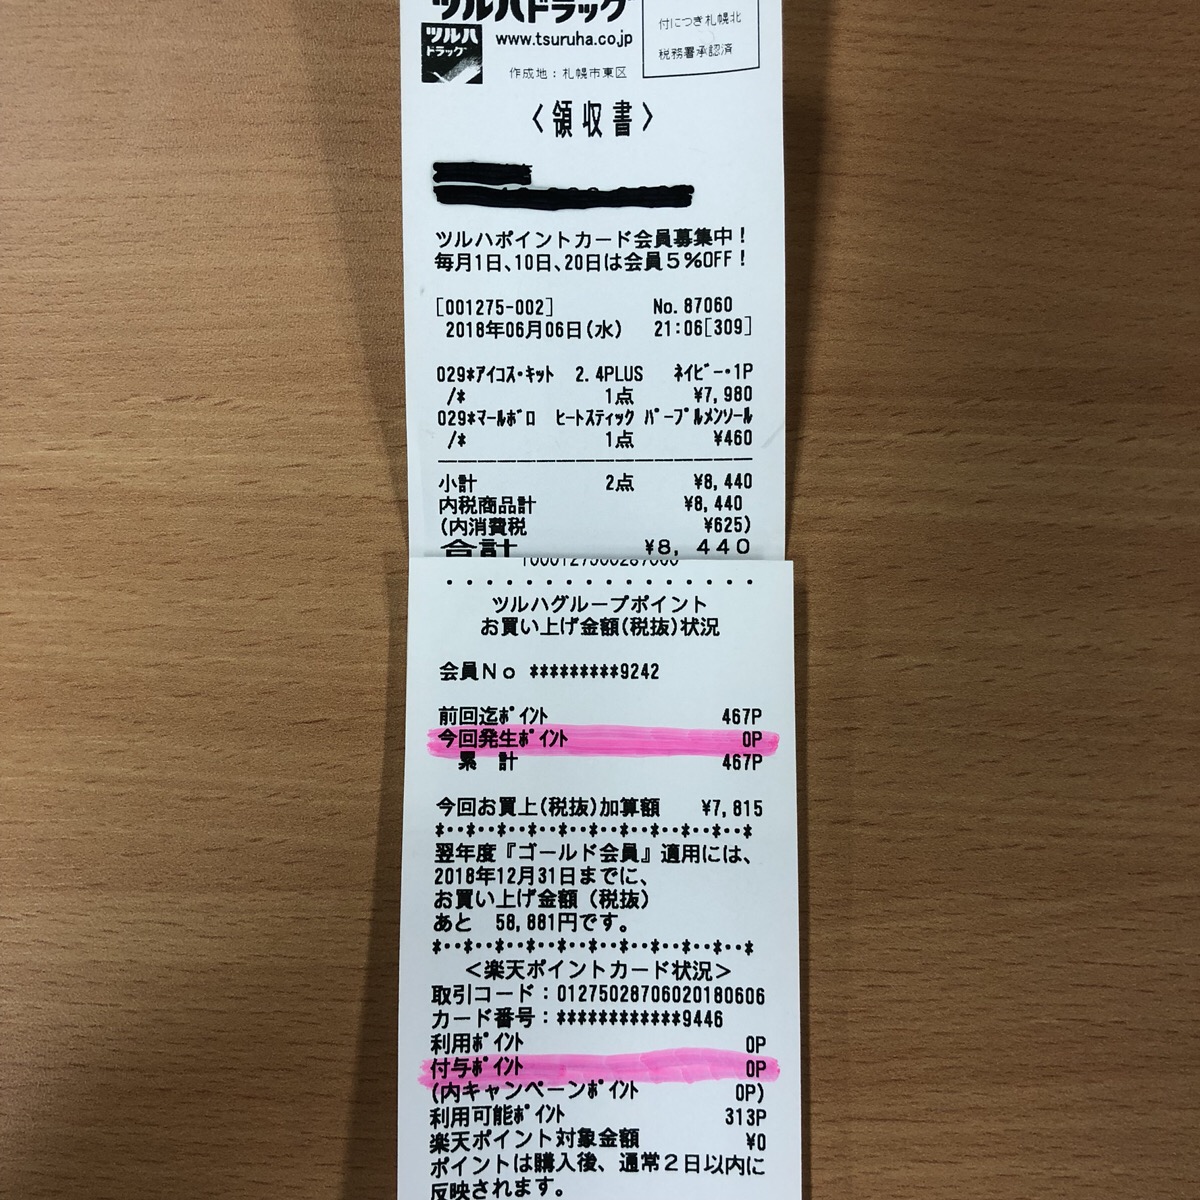 ツルハドラッグ
ツルハ
ドラッグ
www.tsuruha.co.jp
作成地：札幌市東区
付につき札幌北
税務署承認済
〈領収書〉
ツルハポイントカード会員募集中！
毎月1日、10日、20日は会員５％OFF！
[001275-002] No.87060
2018年06月06日(水) 21:06[309]
029*ｱｲｺｽ･ｷｯﾄ 2.4PLUS ﾈｲﾋﾞｰ･1P
/* 1点 ¥7,980
029*ﾏｰﾙﾎﾞﾛ ﾋｰﾄｽﾃｨｯｸ ﾊﾟｰﾌﾟﾙﾒﾝｿｰﾙ
/* 1点 ¥460
小計 2点 ¥8,440
内税商品計 ¥8,440
(内消費税 ¥625)
合計 ¥8,440
ツルハグループポイント
お買い上げ金額(税抜)状況
会員Ｎｏ *********9242
前回迄ﾎﾟｲﾝﾄ 467P
今回発生ﾎﾟｲﾝﾄ 0P
累 計 467P
今回お買上(税抜)加算額 ¥7,815
*･･*･･*･･*･･*･･*･･*･･*･･*･･*･･*
翌年度『ゴールド会員』適用には、
2018年12月31日までに、
お買い上げ金額（税抜）
あと 58,881円です。
*･･*･･*･･*･･*･･*･･*･･*･･*･･*･･*
＜楽天ポイントカード状況＞
取引コード：01275028706020180606
カード番号：************9446
利用ﾎﾟｲﾝﾄ 0P
付与ﾎﾟｲﾝﾄ 0P
(内キャンペーンﾎﾟｲﾝﾄ 0P)
利用可能ﾎﾟｲﾝﾄ 313P
楽天ポイント対象金額 ¥0
ポイントは購入後、通常２日以内に
反映されます。